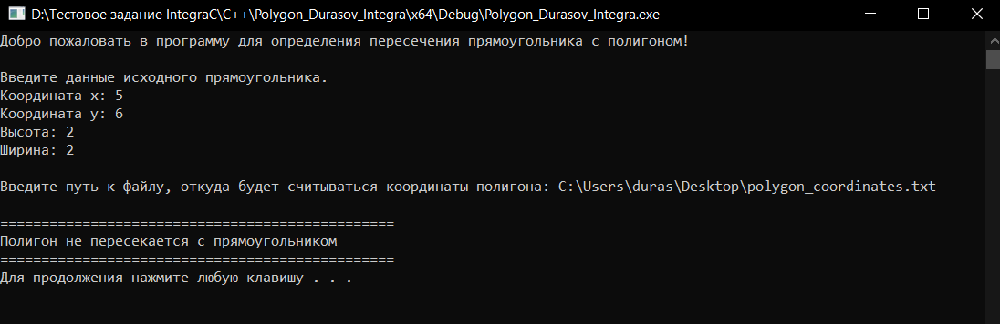 D:\Тестовое задание IntegraC\C++\Polygon_Durasov_Integra\x64\Debug\Polygon_Durasov_Integra.exe
Добро пожаловать в программу для определения пересечения прямоугольника с полигоном!
Введите данные исходного прямоугольника.
Координата x: 5
Координата y: 6
Высота: 2
Ширина: 2
Введите путь к файлу, откуда будет считываться координаты полигона: C:\Users\duras\Desktop\polygon_coordinates.txt
================================================
Полигон не пересекается с прямоугольником
================================================
Для продолжения нажмите любую клавишу . . .